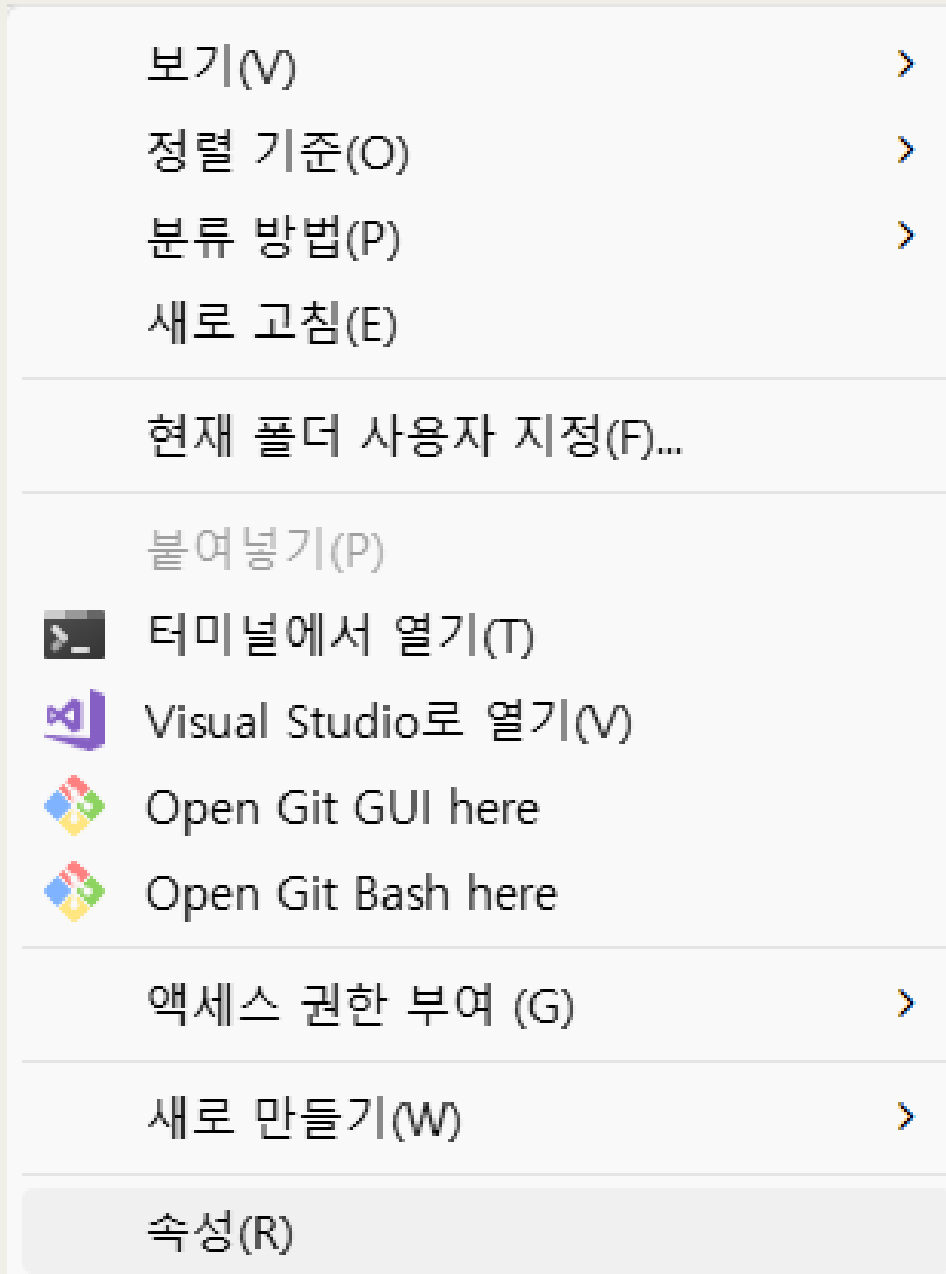 보기(V)
정렬 기준(O)
분류 방법(P)
새로 고침(E)
현재 폴더 사용자 지정(F)...
붙여넣기(P)
터미널에서 열기(T)
Visual Studio로 열기(V)
Open Git GUI here
Open Git Bash here
액세스 권한 부여 (G)
새로 만들기(W)
속성(R)